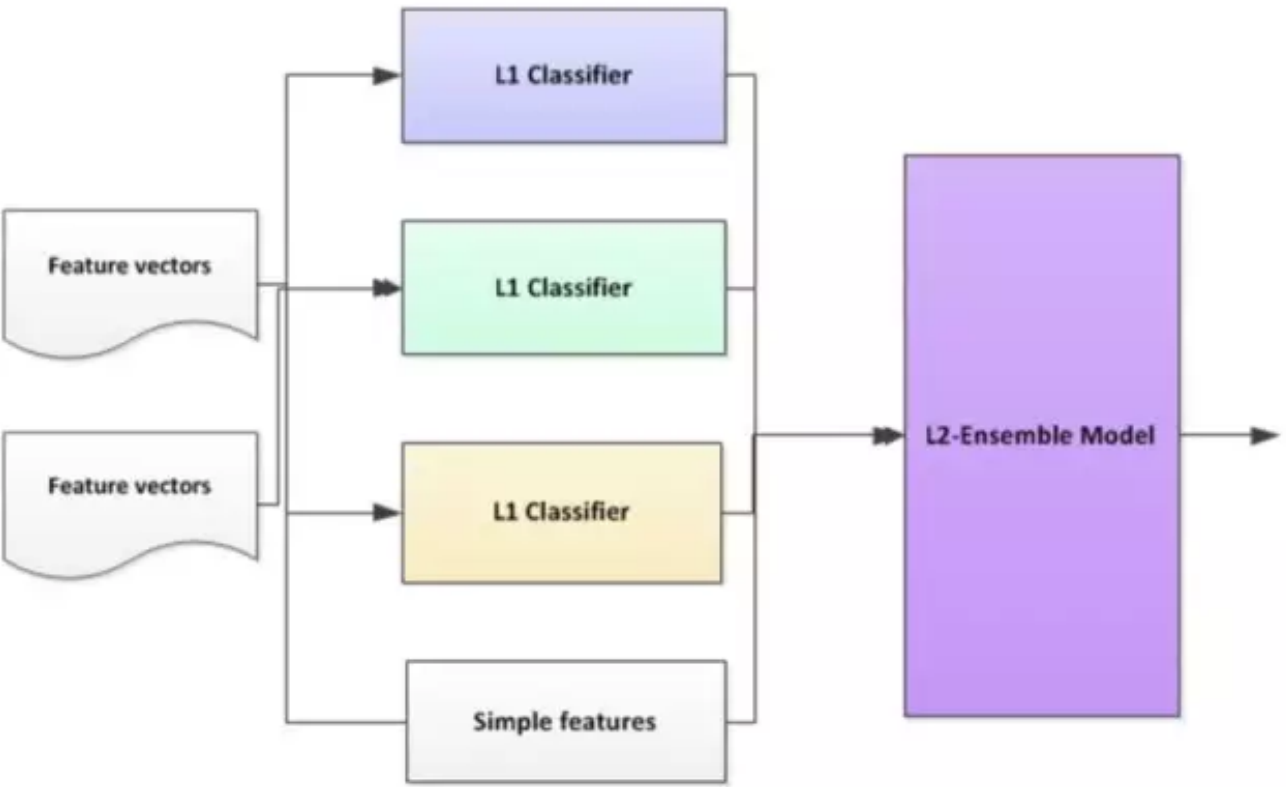 L1 Classifier
Feature vectors
L1 Classifier
L2-Ensemble Model
Feature vectors
L1 Classifier
Simple features